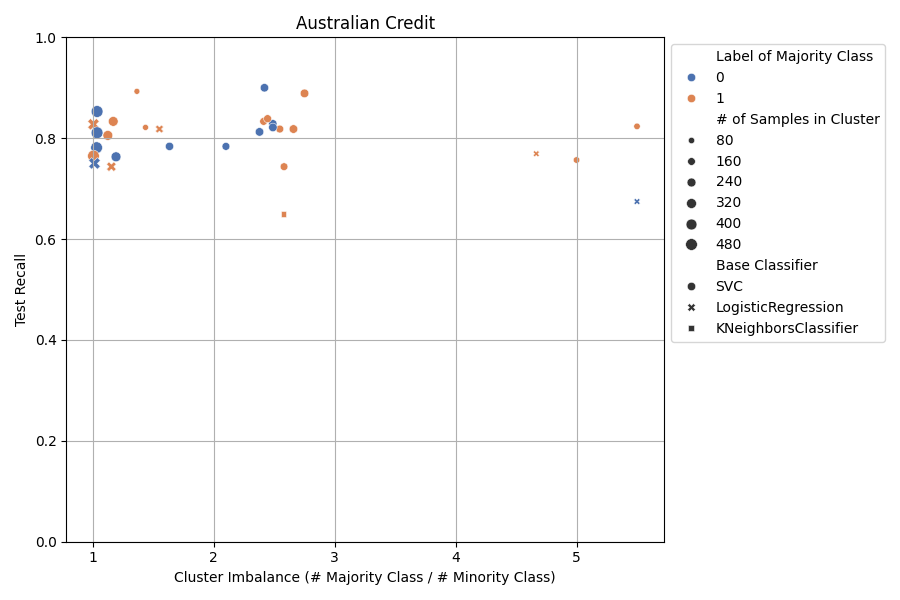 Australian Credit
1.0
0.8
0.6
0.4
0.2
0.0
Test Recall
1
2
3
4
5
Cluster Imbalance (# Majority Class / # Minority Class)
Label of Majority Class
0
1
# of Samples in Cluster
80
160
240
320
400
480
Base Classifier
SVC
LogisticRegression
KNeighborsClassifier